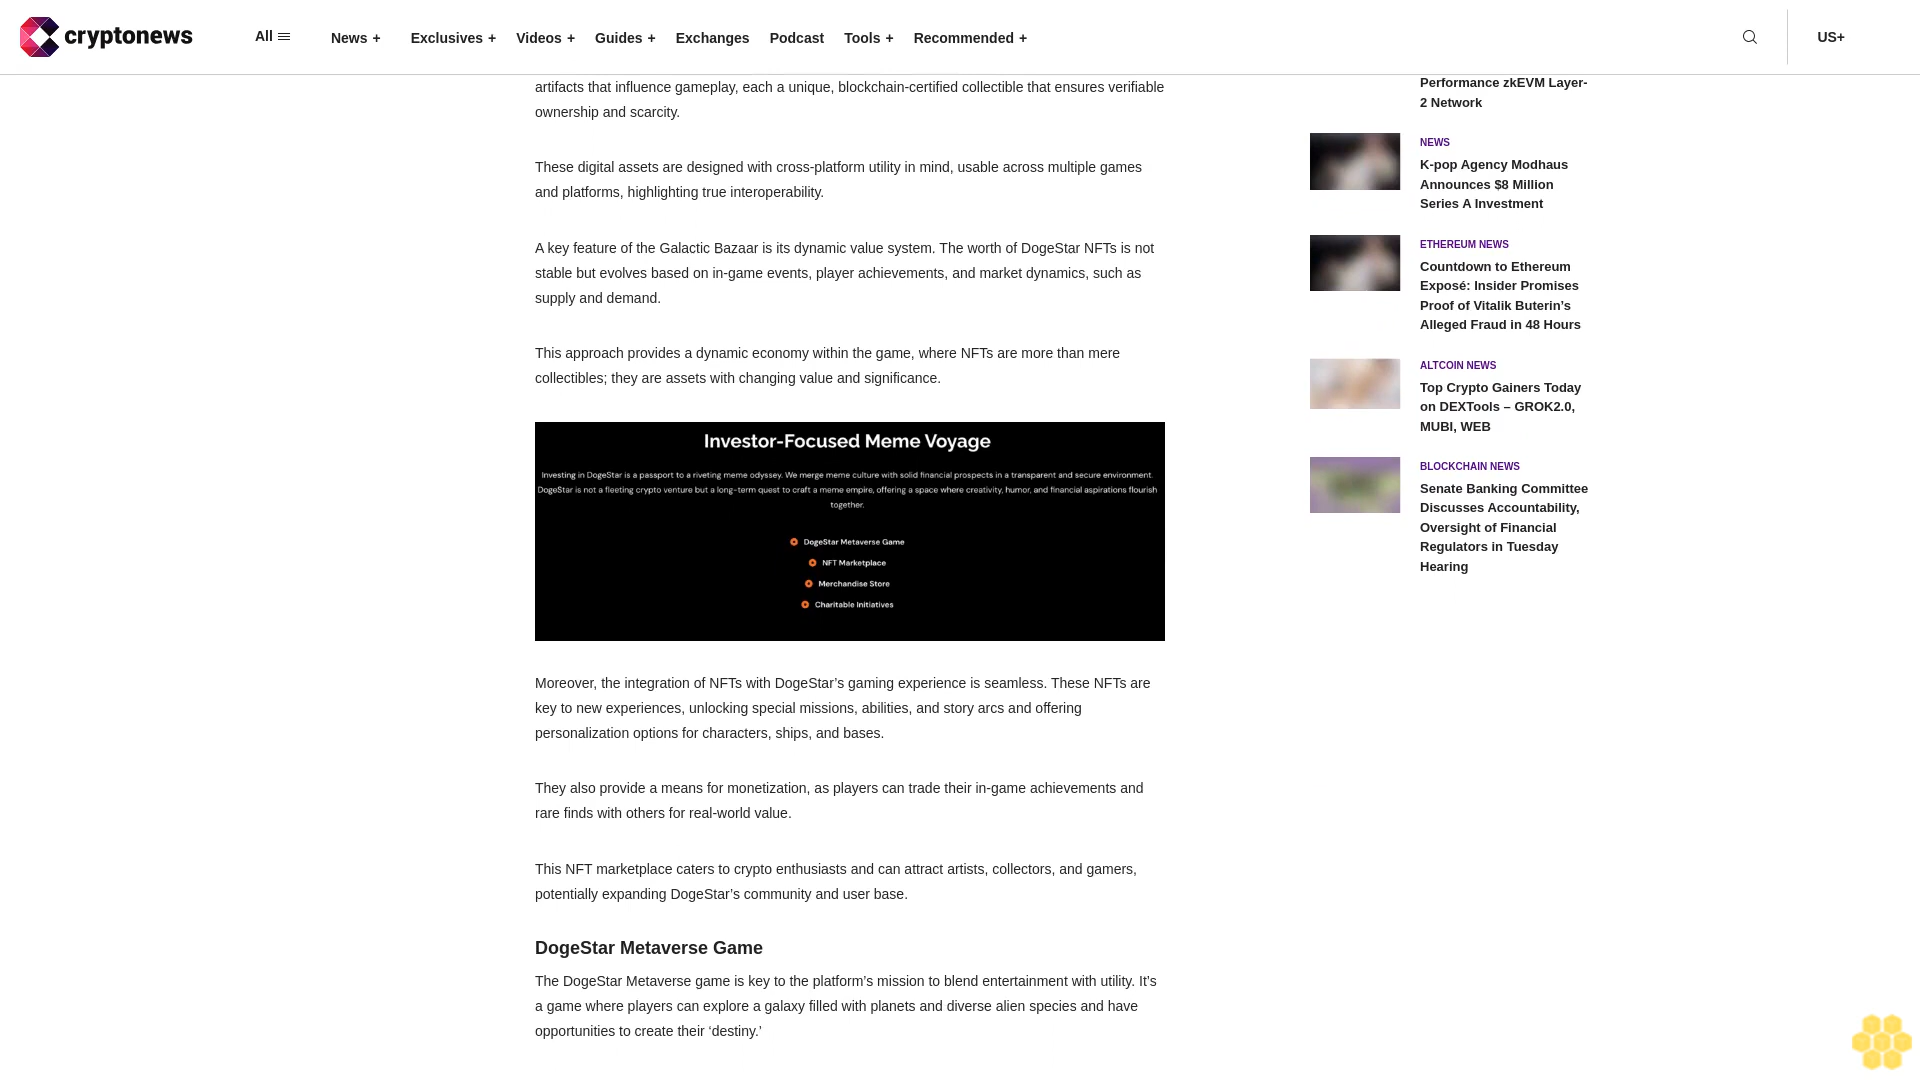 cryptonews
All
News +
Exclusives +
Videos +
Guides +
Exchanges
Podcast
Tools +
Recommended +
US+
artifacts that influence gameplay, each a unique, blockchain-certified collectible that ensures verifiable
ownership and scarcity.
These digital assets are designed with cross-platform utility in mind, usable across multiple games
and platforms, highlighting true interoperability.
A key feature of the Galactic Bazaar is its dynamic value system. The worth of DogeStar NFTs is not
stable but evolves based on in-game events, player achievements, and market dynamics, such as
supply and demand.
This approach provides a dynamic economy within the game, where NFTs are more than mere
collectibles; they are assets with changing value and significance.
Investor-Focused Meme Voyage
Investing in DogeStar is a passport to a riveting meme odyssey. We merge meme culture with solid financial prospects in a transparent and secure environment.
DogeStar is not a fleeting crypto venture but a long-term quest to craft a meme empire, offering a space where creativity, humor, and financial aspirations flourish
together.
DogeStar Metaverse Game
NFT Marketplace
Merchandise Store
Charitable Initiatives
Moreover, the integration of NFTs with DogeStar’s gaming experience is seamless. These NFTs are
key to new experiences, unlocking special missions, abilities, and story arcs and offering
personalization options for characters, ships, and bases.
They also provide a means for monetization, as players can trade their in-game achievements and
rare finds with others for real-world value.
This NFT marketplace caters to crypto enthusiasts and can attract artists, collectors, and gamers,
potentially expanding DogeStar’s community and user base.
DogeStar Metaverse Game
The DogeStar Metaverse game is key to the platform’s mission to blend entertainment with utility. It’s
a game where players can explore a galaxy filled with planets and diverse alien species and have
opportunities to create their ‘destiny.’
Performance zkEVM Layer-
2 Network
NEWS
K-pop Agency Modhaus
Announces $8 Million
Series A Investment
ETHEREUM NEWS
Countdown to Ethereum
Exposé: Insider Promises
Proof of Vitalik Buterin’s
Alleged Fraud in 48 Hours
ALTCOIN NEWS
Top Crypto Gainers Today
on DEXTools – GROK2.0,
MUBI, WEB
BLOCKCHAIN NEWS
Senate Banking Committee
Discusses Accountability,
Oversight of Financial
Regulators in Tuesday
Hearing